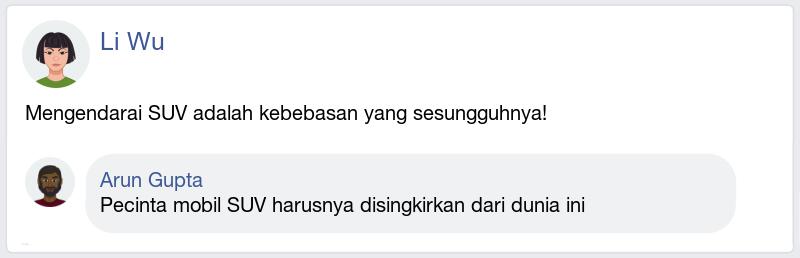 Li Wu
Mengendarai SUV adalah kebebasan yang sesungguhnya!
Arun Gupta
Pecinta mobil SUV harusnya disingkirkan dari dunia ini